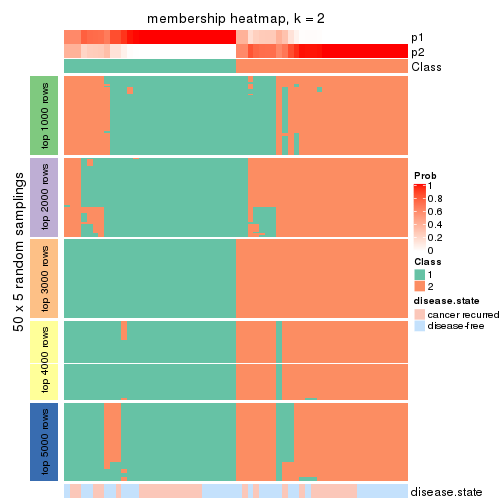 membership heatmap, k = 2
p1
p2
Class
50 x 5 random samplings
top 1000 rows
top 2000 rows
top 3000 rows
top 4000 rows
top 5000 rows
Prob
1
0.8
0.6
0.4
0.2
0
Class
1
2
disease.state
cancer recurred
disease-free
disease.state